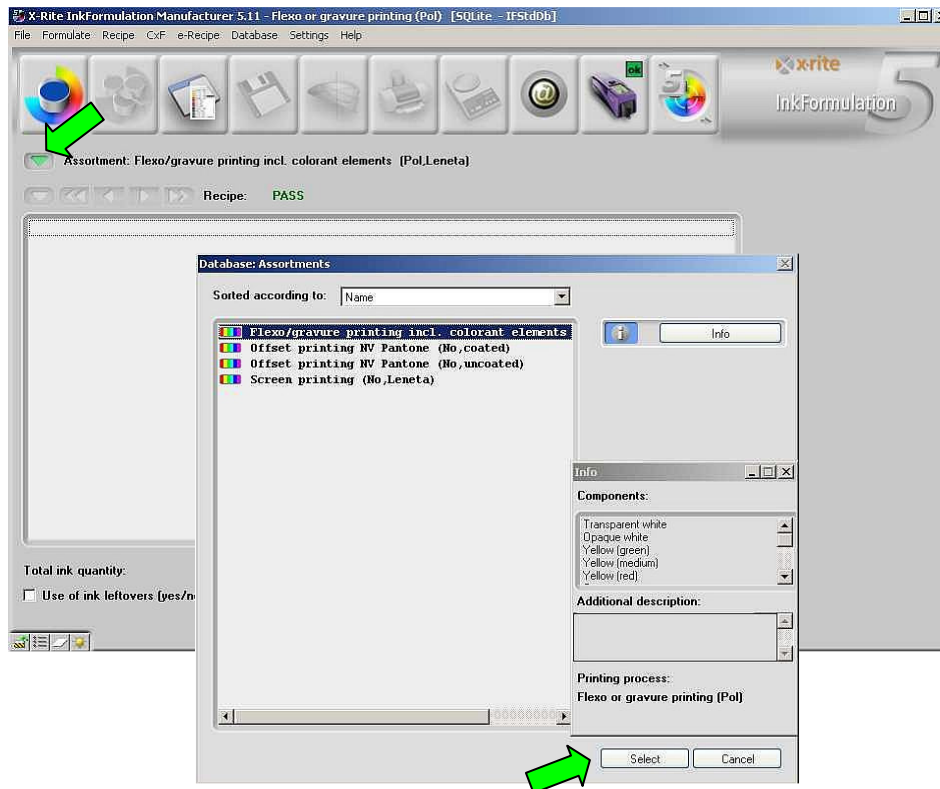 X-Rite InkFormulation Manufacturer 5.11 - Flexo or gravure printing (Pol) [SQLite - IFStdDb]
File Formulate Recipe CxF e-Recipe Database Settings Help
ok
x·rite
InkFormulation 5
Assortment: Flexo/gravure printing incl. colorant elements (Pol,Leneta)
Recipe: PASS
Database: Assortments
Sorted according to: Name
Flexo/gravure printing incl. colorant elements
Offset printing NV Pantone (No,coated)
Offset printing NV Pantone (No,uncoated)
Screen printing (No,Leneta)
Info
Info
Components:
Transparent white
Opaque white
Yellow (green)
Yellow (medium)
Yellow (red)
Additional description:
Printing process:
Flexo or gravure printing (Pol)
Select Cancel
Total ink quantity:
Use of ink leftovers (yes/n